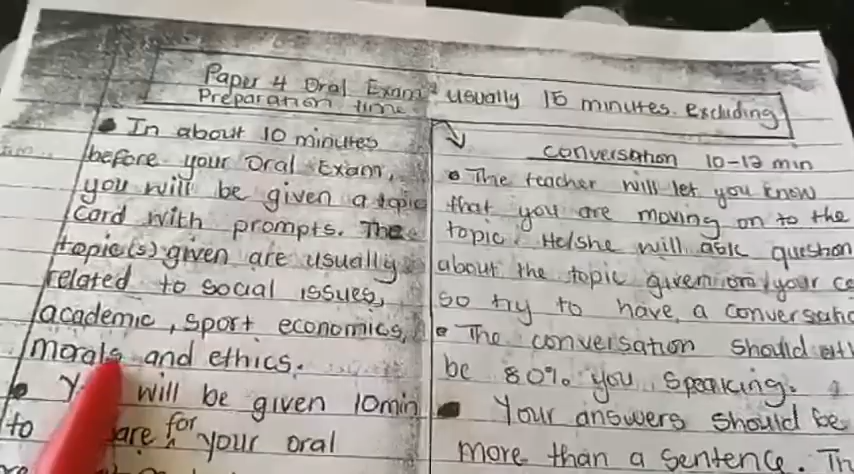 Paper 4 Oral Exam: usually 15 minutes. excluding
Preparation time
• In about 10 minutes
before your Oral Exam,
you will be given a topic
card with prompts. The
topic(s) given are usually
related to social issues,
academic, sport economics,
morals and ethics.
• will be given 10min
to for your oral
conversation 10-12 min
• The teacher will let you know
that you are moving on to the
topic. He/she will ask question
about the topic given on your
so try to have a
• The conversation should
be 80% you speaking.
• Your answers should be
more than a sentence.